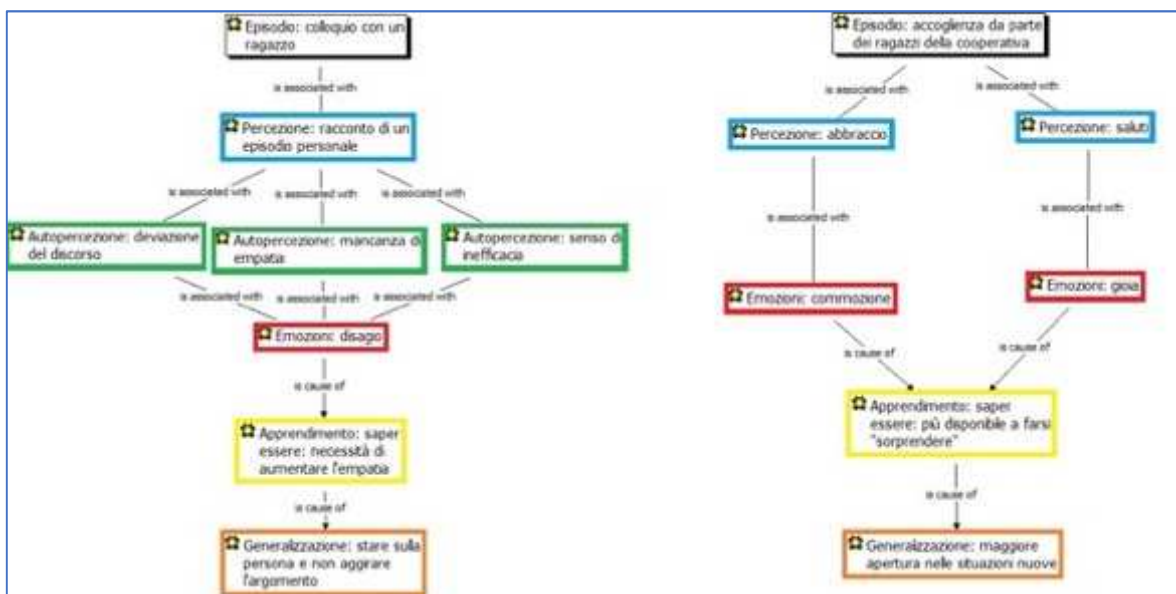 Episodio: colloquio con un
ragazzo
is associated with
Percezione: racconto di un
episodio personale
is associated with
is associated with
is associated with
Autopercezione: deviazione
del discorso
Autopercezione: mancanza di
empatia
Autopercezione: senso di
inefficacia
is associated with
is associated with
is associated with
Emozioni: disagio
is cause of
Apprendimento: saper
essere: necessità di
aumentare l'empatia
is cause of
Generalizzazione: stare sulla
persona e non aggirare
l'argomento
Episodio: accoglienza da parte
dei ragazzi della cooperativa
is associated with
is associated with
Percezione: abbraccio
Percezione: saluti
is associated with
is associated with
Emozioni: commozione
Emozioni: gioia
is cause of
is cause of
Apprendimento: saper
essere: più disponibile a farsi
"sorprendere"
is cause of
Generalizzazione: maggiore
apertura nelle situazioni nuove